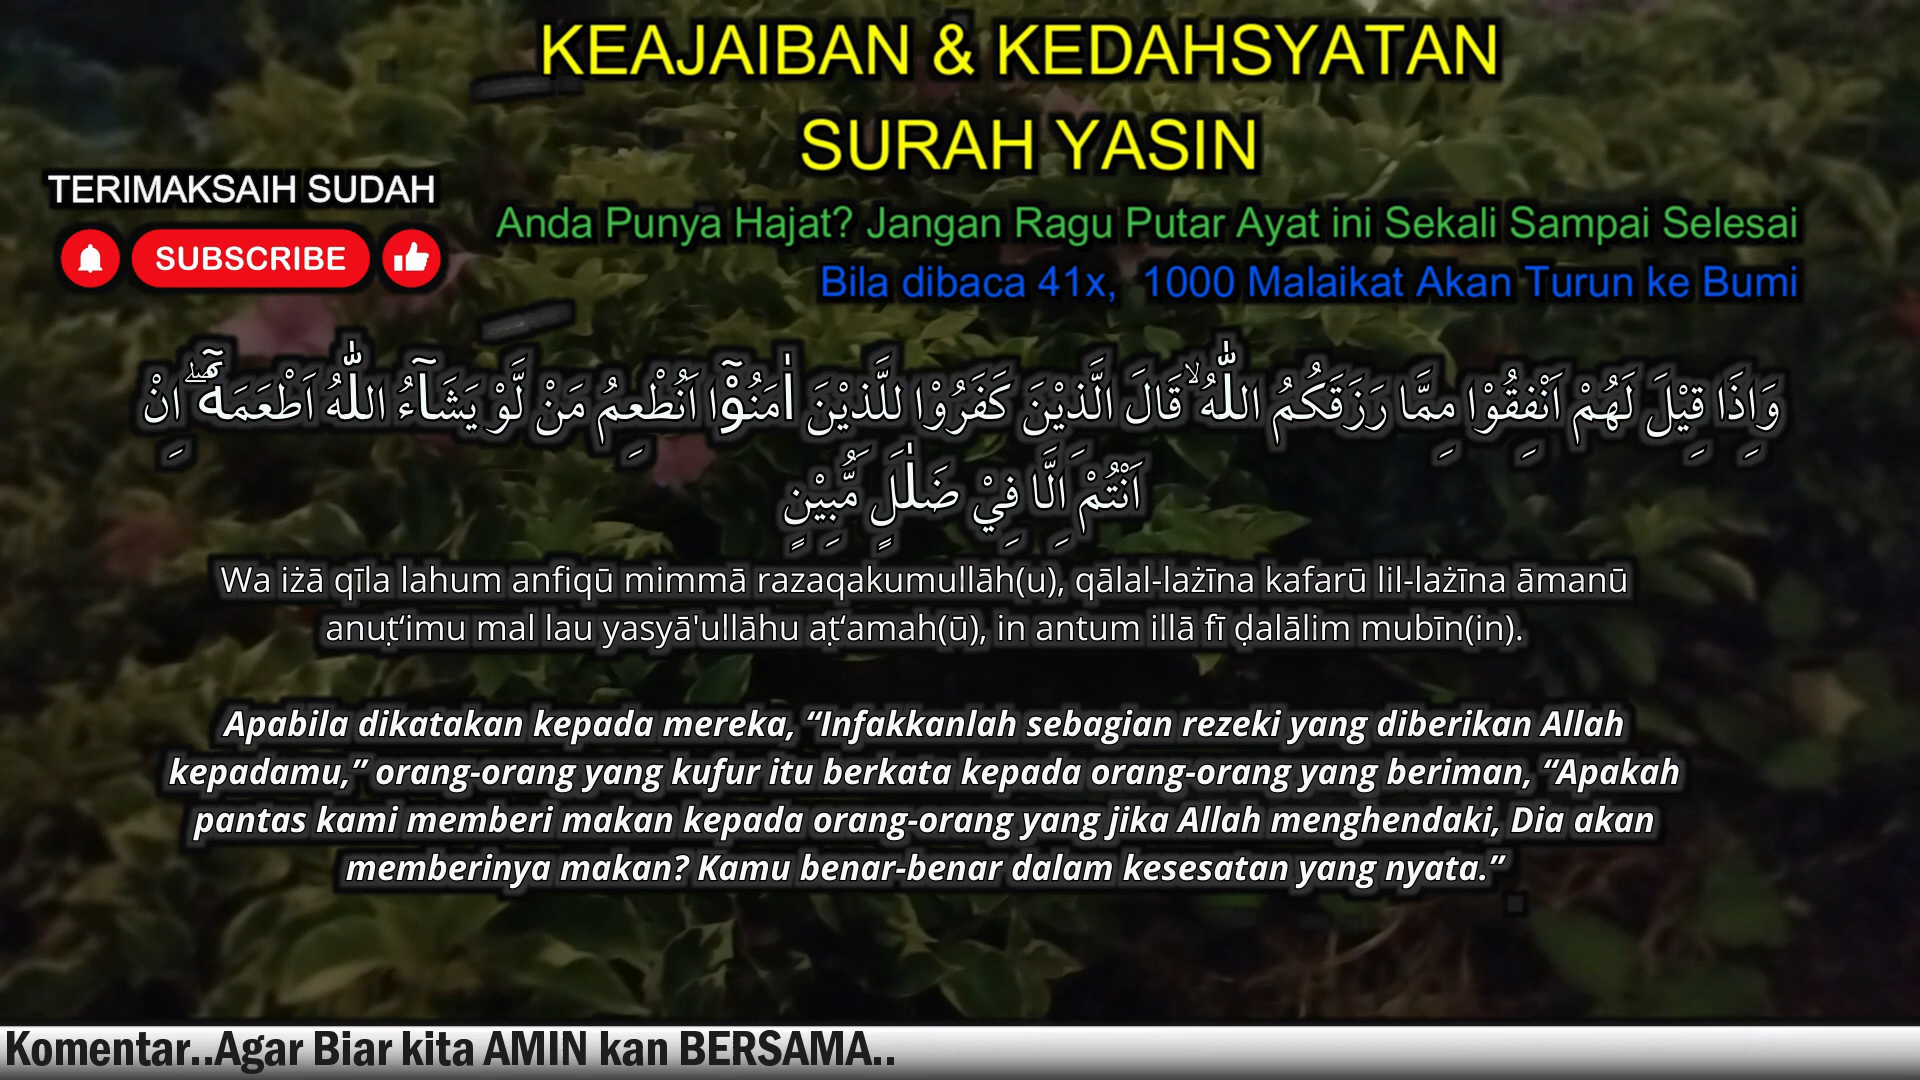 KEAJAIBAN & KEDAHSYATAN
SURAH YASIN
TERIMAKSAIH SUDAH
SUBSCRIBE
Anda Punya Hajat? Jangan Ragu Putar Ayat ini Sekali Sampai Selesai
Bila dibaca 41x, 1000 Malaikat Akan Turun ke Bumi
وَاِذَا قِيْلَ لَهُمْ اَنْفِقُوْا مِمَّا رَزَقَكُمُ اللّٰهُ ۙقَالَ الَّذِيْنَ كَفَرُوْا لِلَّذِيْنَ اٰمَنُوْٓا اَنُطْعِمُ مَنْ لَّوْ يَشَاۤءُ اللّٰهُ اَطْعَمَهٗٓ ۖاِنْ
اَنْتُمْ اِلَّا فِيْ ضَلٰلٍ مُّبِيْنٍ
Wa iżā qīla lahum anfiqū mimmā razaqakumullāh(u), qālal-lażīna kafarū lil-lażīna āmanū
anuṭ‘imu mal lau yasyā'ullāhu aṭ‘amah(ū), in antum illā fī ḍalālim mubīn(in).
Apabila dikatakan kepada mereka, “Infakkanlah sebagian rezeki yang diberikan Allah
kepadamu,” orang-orang yang kufur itu berkata kepada orang-orang yang beriman, “Apakah
pantas kami memberi makan kepada orang-orang yang jika Allah menghendaki, Dia akan
memberinya makan? Kamu benar-benar dalam kesesatan yang nyata.”
Komentar..Agar Biar kita AMIN kan BERSAMA..